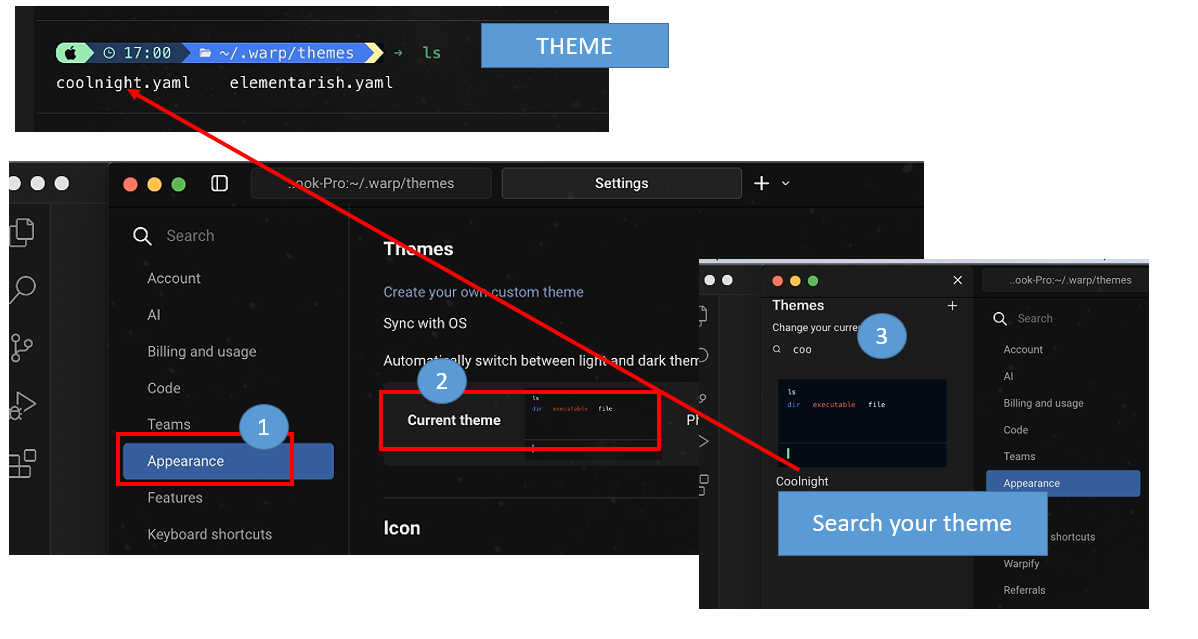 17:00 ~/.warp/themes → ls
THEME
coolnight.yaml elementarish.yaml
..ook-Pro:~/.warp/themes
Settings
Search
Account
AI
Billing and usage
Code
Teams
1
Appearance
Features
Keyboard shortcuts
Themes
Create your own custom theme
Sync with OS
Automatically switch between light and dark them
2
Current theme
ls
dir executable file
Ph
Icon
..ook-Pro:~/.warp/themes
Themes
Change your curre
3
coo
ls
dir executable file
Coolnight
Search your theme
Search
Account
AI
Billing and usage
Code
Teams
Appearance
shortcuts
Warpify
Referrals